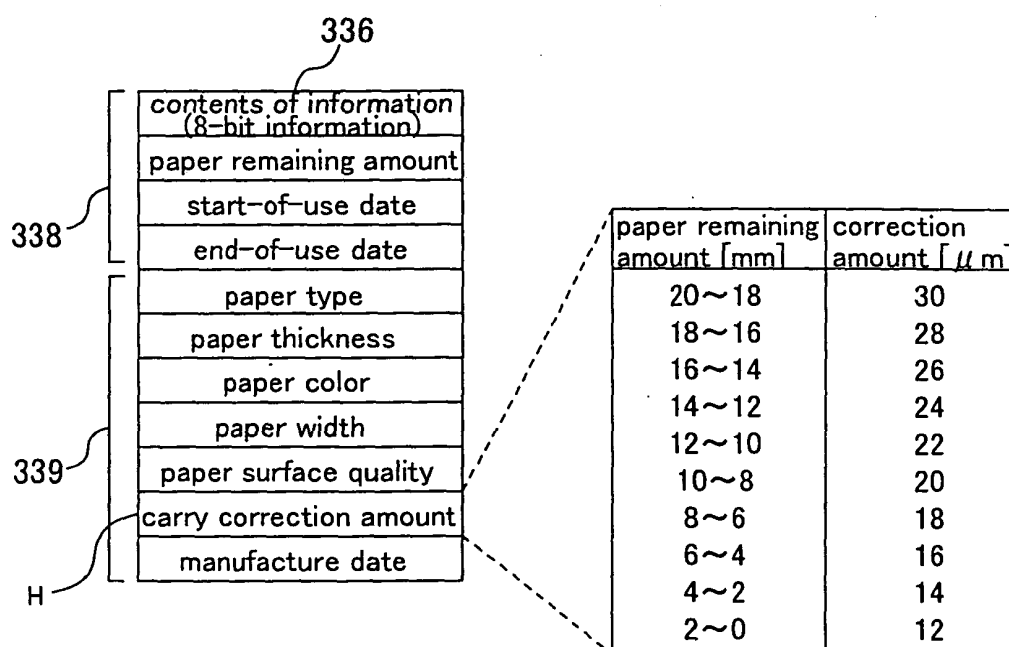 336
contents of information
(8-bit information)
paper remaining amount
start-of-use date
end-of-use date
338
paper type
paper thickness
paper color
paper width
paper surface quality
carry correction amount
manufacture date
339
H
paper remaining correction
amount [mm] amount [μm]
20~18 30
18~16 28
16~14 26
14~12 24
12~10 22
10~8 20
8~6 18
6~4 16
4~2 14
2~0 12